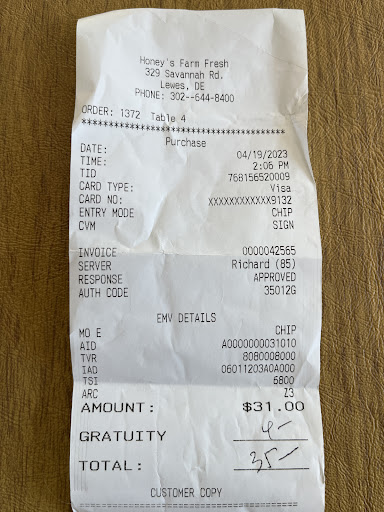 Honey's Farm Fresh
329 Savannah Rd.
Lewes, DE
PHONE: 302--644-8400
ORDER: 1372 Table 4
****************************************
Purchase
DATE: 04/19/2023
TIME: 2:06 PM
TID 768156520009
CARD TYPE: Visa
CARD NO: XXXXXXXXXXXX9132
ENTRY MODE CHIP
CVM SIGN
INVOICE 0000042565
SERVER Richard (85)
RESPONSE APPROVED
AUTH CODE 35012G
EMV DETAILS
MO E CHIP
AID A0000000031010
TVR 8080008000
IAD 06011203A0A000
TSI 6800
ARC Z3
AMOUNT: $31.00
GRATUITY 4-
TOTAL: 35-
CUSTOMER COPY
========================================